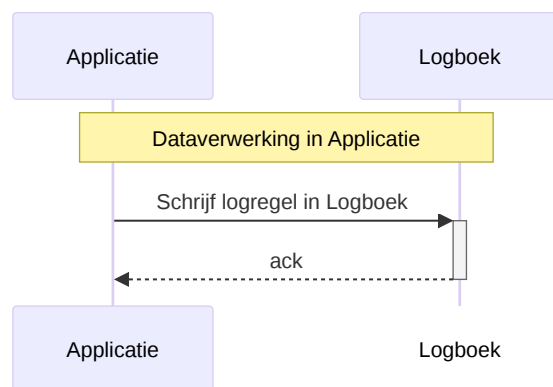 Applicatie
Logboek
Dataverwerking in Applicatie
Schrijf logregel in Logboek
ack
Applicatie
Logboek